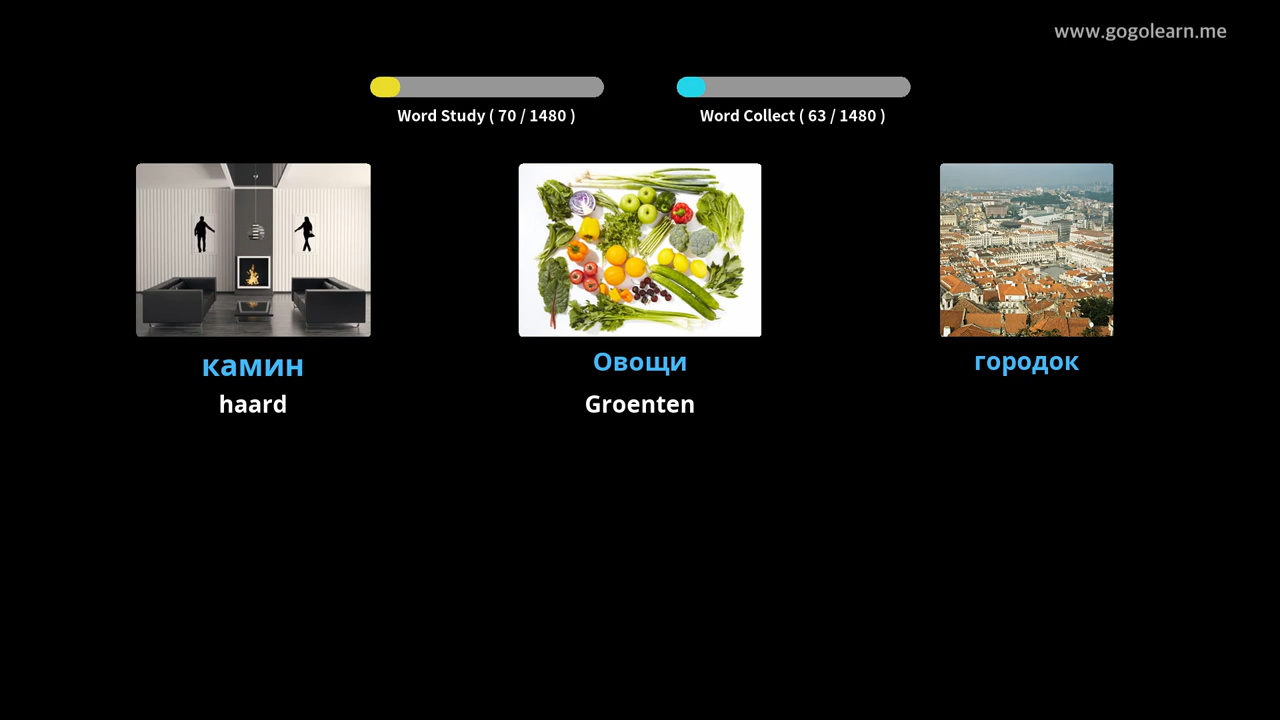 www.gogolearn.me
Word Study ( 70 / 1480 )
Word Collect ( 63 / 1480 )
камин
Овощи
городок
haard
Groenten